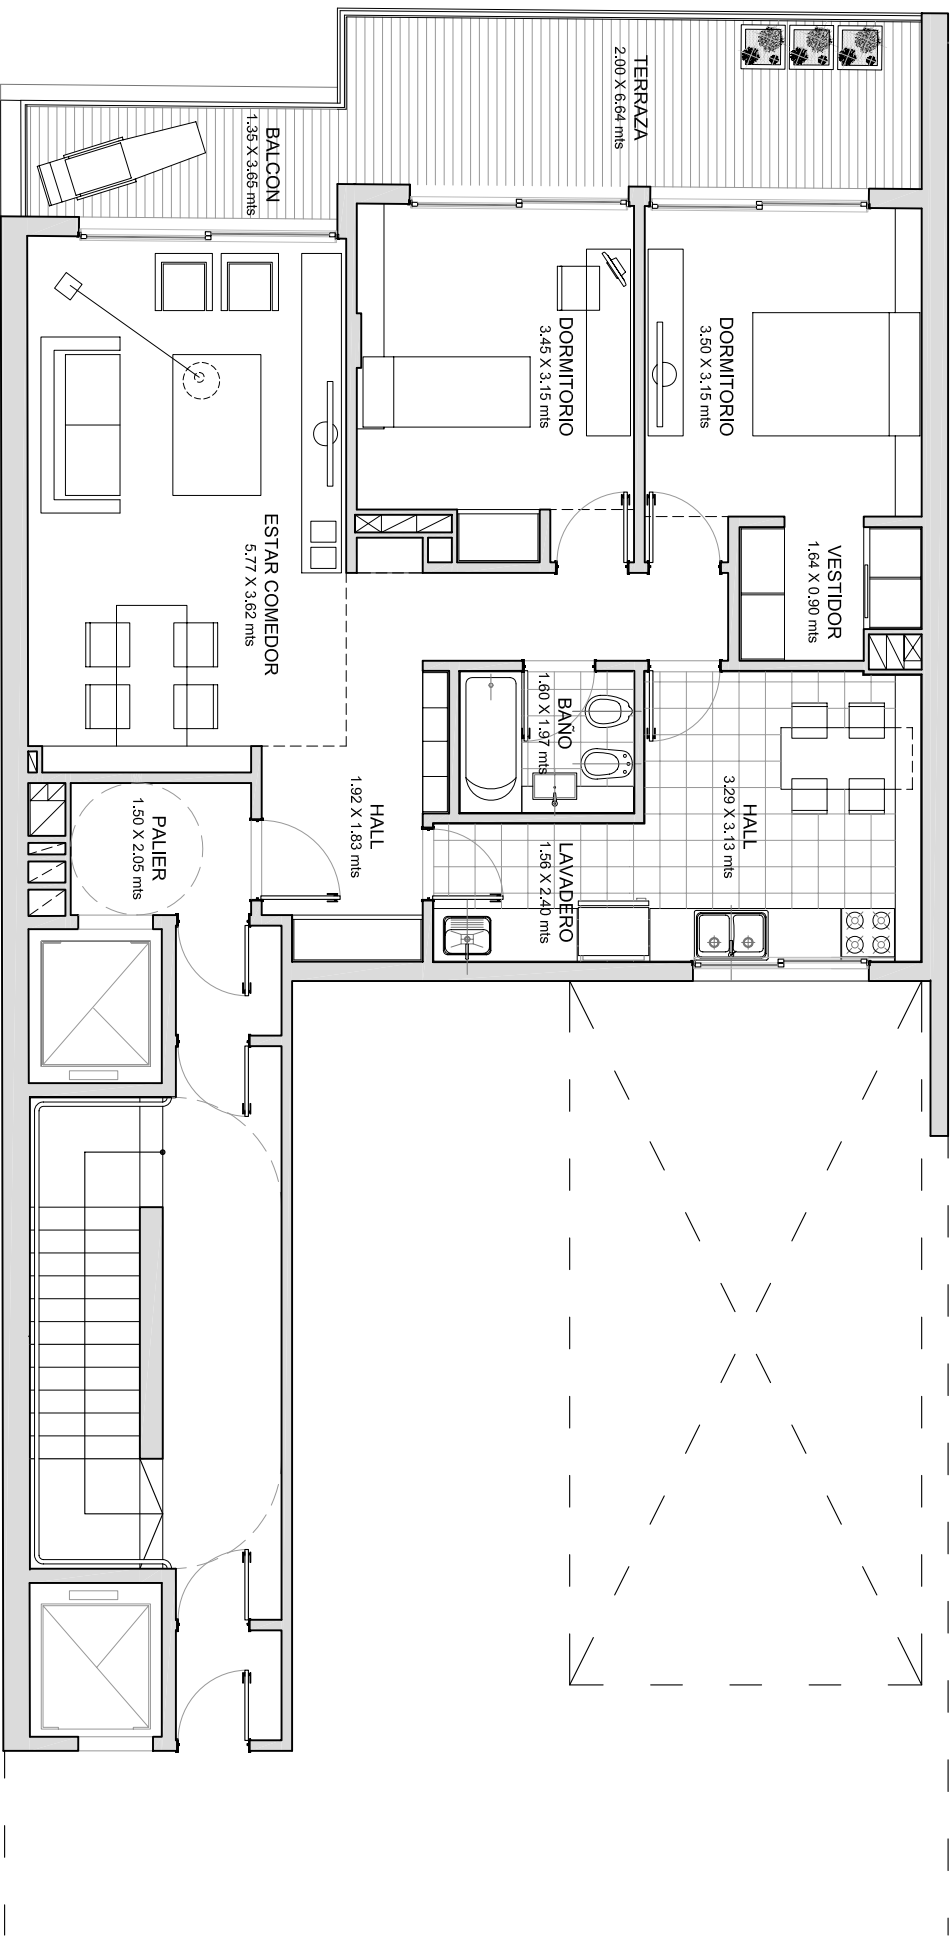 TERRAZA
2.00 X 6.64 mts
BALCON
1.35 X 3.65 mts
DORMITORIO
3.50 X 3.15 mts
DORMITORIO
3.45 X 3.15 mts
ESTAR COMEDOR
5.77 X 3.62 mts
VESTIDOR
1.64 X 0.90 mts
BAÑO
1.60 X 1.97 mts
HALL
3.29 X 3.13 mts
HALL
1.92 X 1.83 mts
LAVADERO
1.56 X 2.40 mts
PALIER
1.50 X 2.05 mts